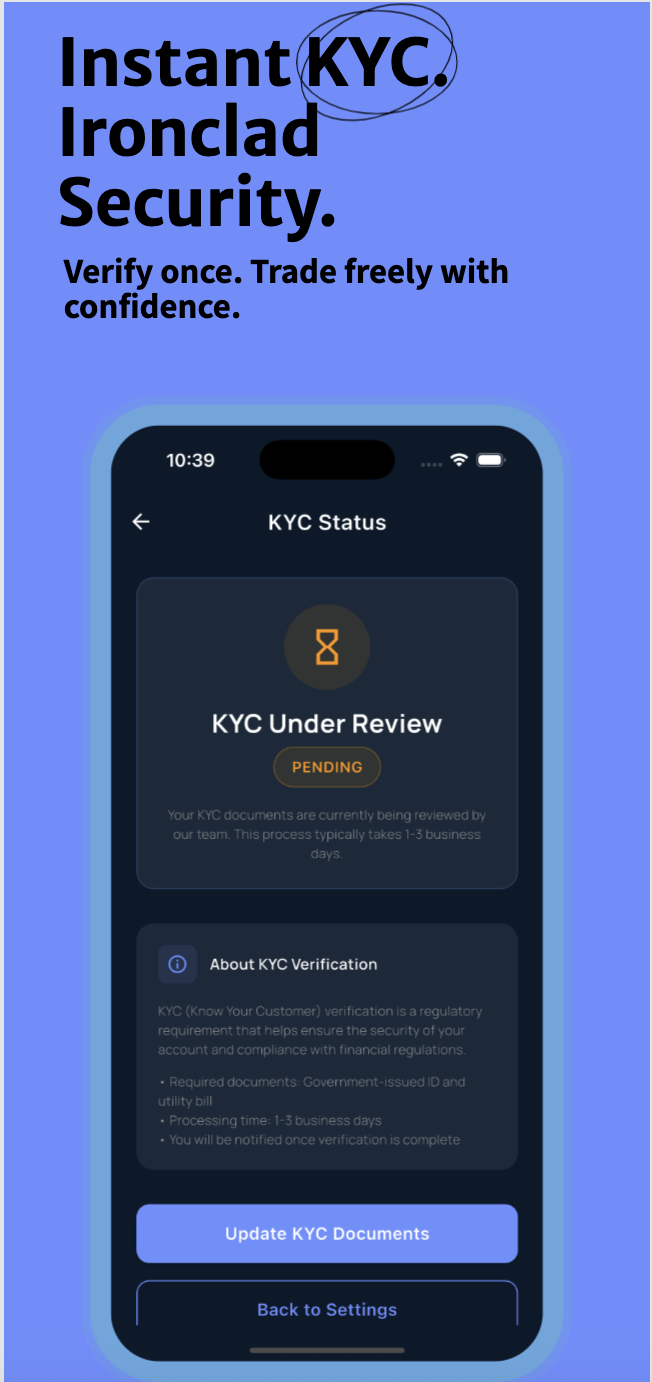 Instant KYC.
Ironclad
Security.
Verify once. Trade freely with
confidence.
10:39
KYC Status
KYC Under Review
PENDING
Your KYC documents are currently being reviewed by
our team. This process typically takes 1-3 business
days.
About KYC Verification
KYC (Know Your Customer) verification is a regulatory
requirement that helps ensure the security of your
account and compliance with financial regulations.
• Required documents: Government-issued ID and
utility bill
• Processing time: 1-3 business days
• You will be notified once verification is complete
Update KYC Documents
Back to Settings